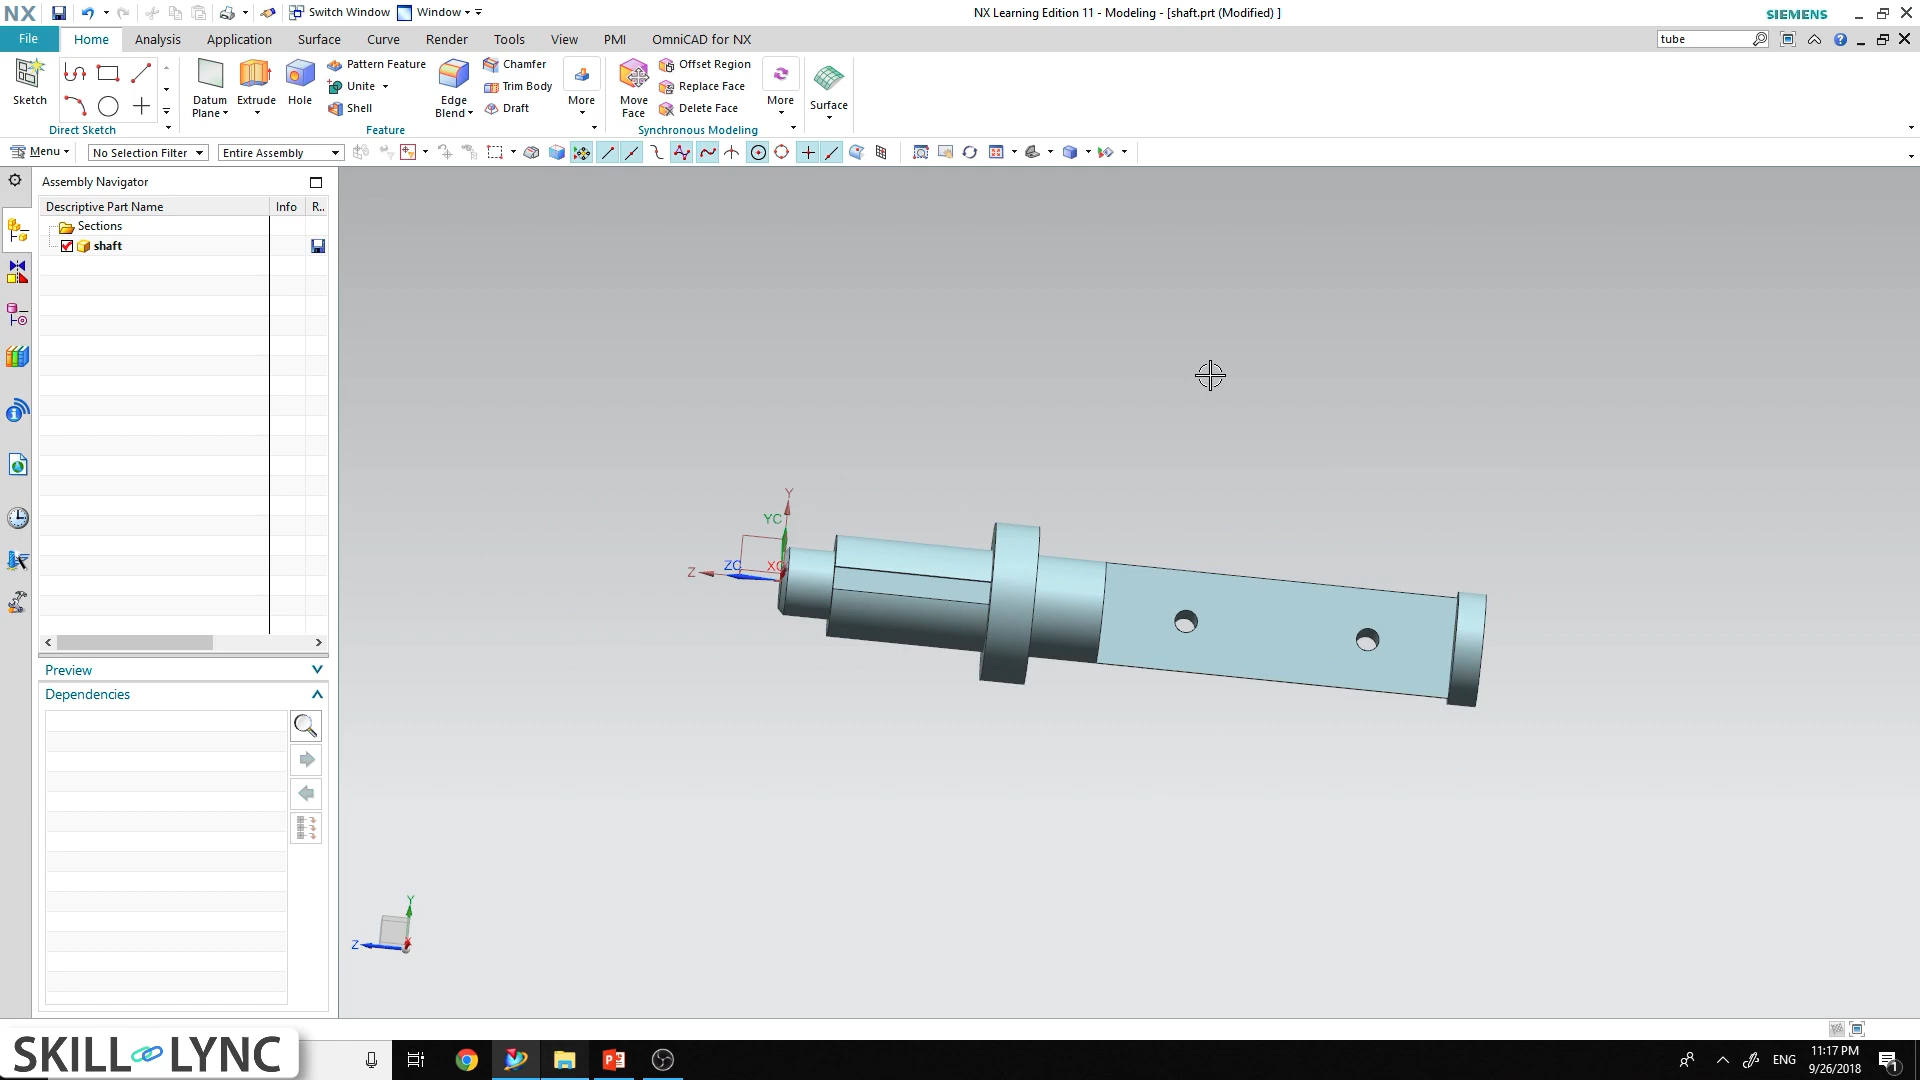 NX
Switch Window
Window
NX Learning Edition 11 - Modeling - [shaft.prt (Modified) ]
SIEMENS
File
Home
Analysis
Application
Surface
Curve
Render
Tools
View
PMI
OmniCAD for NX
tube
Sketch
Direct Sketch
Datum
Plane
Extrude
Hole
Pattern Feature
Unite
Shell
Edge
Blend
Chamfer
Trim Body
Draft
More
Feature
Move
Face
Offset Region
Replace Face
Delete Face
More
Synchronous Modeling
Surface
Menu
No Selection Filter
Entire Assembly
Assembly Navigator
Descriptive Part Name
Info
R..
Sections
shaft
Preview
Dependencies
Y
YC
Z
ZC
XC
Y
Z
X
SKILL LYNC
ENG
11:17 PM
9/26/2018
1